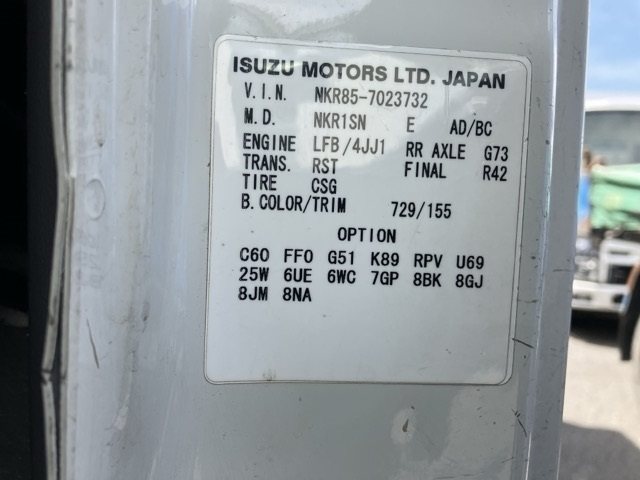 ISUZU MOTORS LTD. JAPAN
V.I.N. NKR85-7023732
M.D. NKR1SN E AD/BC
ENGINE LFB/4JJ1 RR AXLE G73
TRANS. RST FINAL R42
TIRE CSG
B.COLOR/TRIM 729/155
OPTION
C60 FF0 G51 K89 RPV U69
25W 6UE 6WC 7GP 8BK 8GJ
8JM 8NA